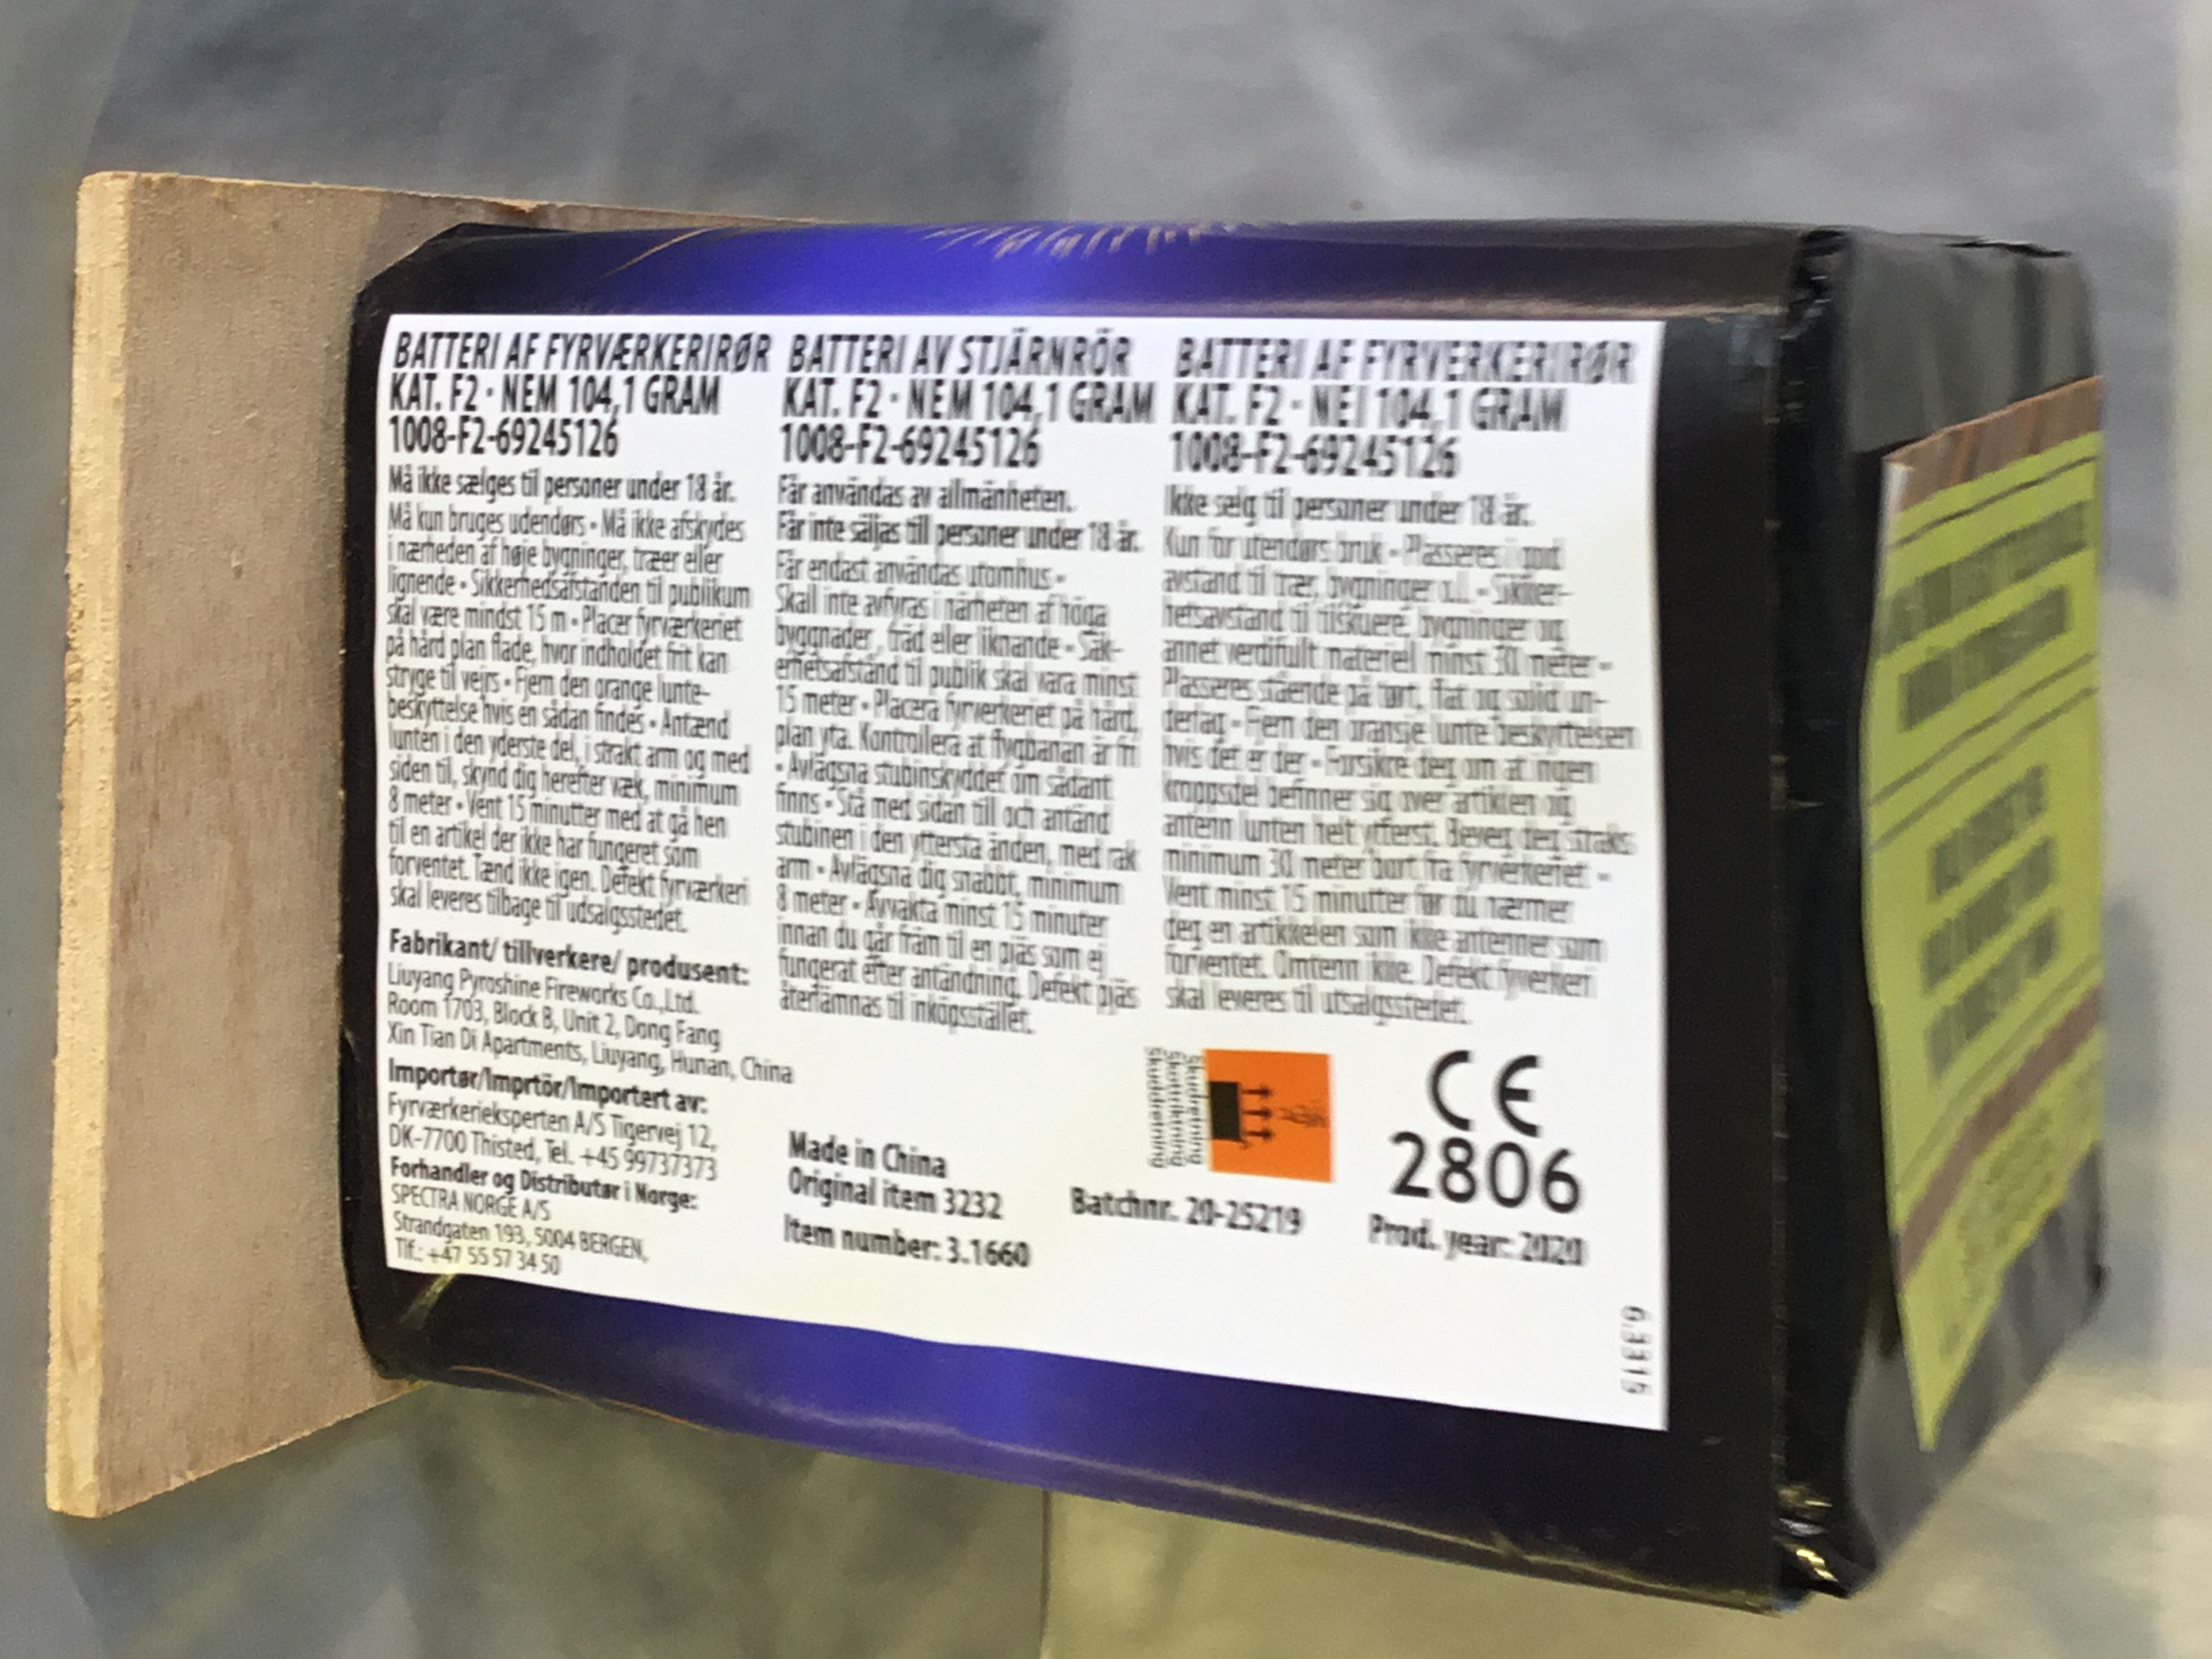 BATTERI AF FYRVÆRKERIRØR
KAT. F2 · NEM 104,1 GRAM
1008-F2-69245126
Må ikke sælges til personer under 18 år.
Må kun bruges udendørs • Må ikke afskydes
i nærheden af høje bygninger, træer eller
lignende • Sikkerhedsafstanden til publikum
skal være mindst 15 m • Placer fyrværkeriet
på hård plan flade, hvor indholdet frit kan
stryge til vejrs • Fjern den orange lunte-
beskyttelse hvis en sådan findes • Antænd
lunten i den yderste del, i strakt arm og med
siden til, skynd dig herefter væk, minimum
8 meter • Vent 15 minutter med at gå hen
til en artikel der ikke har fungeret som
forventet. Tænd ikke igen. Defekt fyrværkeri
skal leveres tilbage til udsalgsstedet.
Fabrikant/ tillverkere/ produsent:
Liuyang Pyroshine Fireworks Co.,Ltd.
Room 1703, Block B, Unit 2, Dong Fang
Xin Tian Di Apartments, Liuyang, Hunan, China
Importør/Imprtör/Importert av:
Fyrværkerieksperten A/S Tigervej 12,
DK-7700 Thisted, Tel. +45 99737373
Forhandler og Distributør i Norge:
SPECTRA NORGE A/S
Strandgaten 193, 5004 BERGEN,
Tlf.: +47 55 57 34 50
BATTERI AV STJÄRNRÖR
KAT. F2 · NEM 104,1 GRAM
1008-F2-69245126
Får användas av allmänheten.
Får inte säljas till personer under 18 år.
Får endast användas utomhus •
Skall inte avfyras i närheten af höga
byggnader, träd eller liknande • Säk-
erhetsafstånd til publik skal vara minst
15 meter • Placera fyrverkeriet på hård,
plan yta. Kontrollera at flygbanan är fri
• Avlägsna stubinskyddet om sådant
finns • Stå med sidan till och antänd
stubinen i den yttersta änden, med rak
arm • Avlägsna dig snabbt, minimum
8 meter • Avvakta minst 15 minuter
innan du går fram til en pjäs som ej
fungerat efter antändning. Defekt pjäs
återlämnas til inköpsstället.
Made in China
Original item 3232
Item number: 3.1660
BATTERI AF FYRVERKERIRØR
KAT. F2 · NEI 104,1 GRAM
1008-F2-69245126
Ikke selg til personer under 18 år.
Kun for utendørs bruk • Plasseres i god
avstand til trær, bygninger o.l. • Sikker-
hetsavstand til tilskuere, bygninger og
annet verdifullt materiell minst 30 meter •
Plasseres stående på tørt, flat og solid un-
derlag • Fjern den oransje lunte beskyttelsen
hvis det er der • Forsikre deg om at ingen
kroppsdel befinner sig over artiklen og
antenn lunten helt ytterst. Beveg deg straks
minimum 30 meter bort fra fyrverkeriet •
Vent minst 15 minutter før du nærmer
deg en artikkelen som ikke antenner som
forventet. Omtenn ikke. Defekt fyverkeri
skal leveres til utsalgsstedet.
Skudretning
Skottriktning
Skuddretning
Batchnr. 20-25219
CE
2806
Prod. year: 2020
G.3315